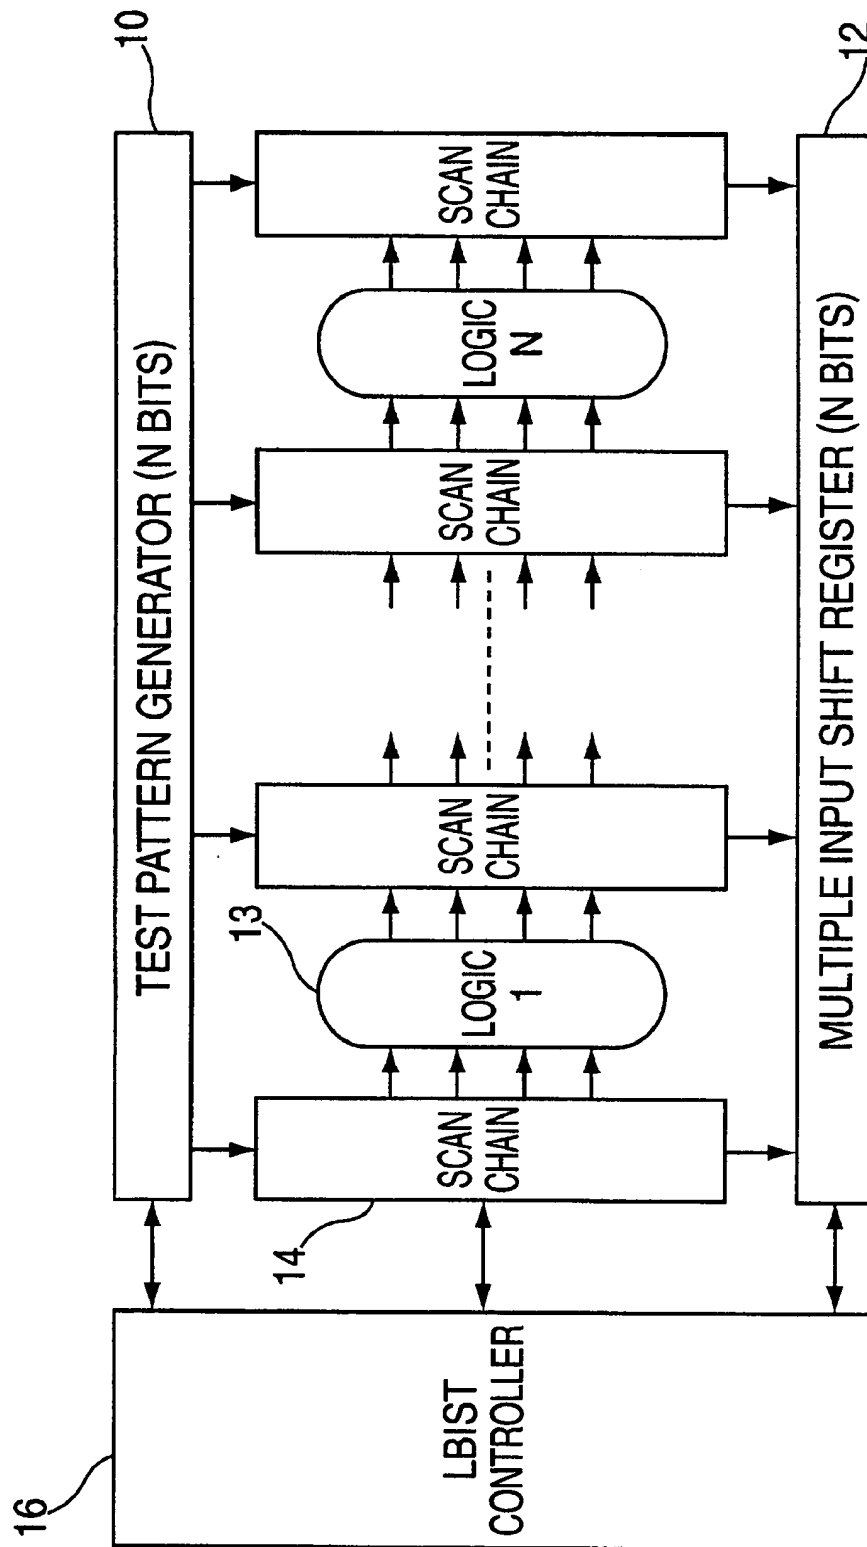 10
TEST PATTERN GENERATOR (N BITS)
16
LBIST
CONTROLLER
14
SCAN
CHAIN
13
LOGIC
1
SCAN
CHAIN
SCAN
CHAIN
LOGIC
N
SCAN
CHAIN
MULTIPLE INPUT SHIFT REGISTER (N BITS)
12